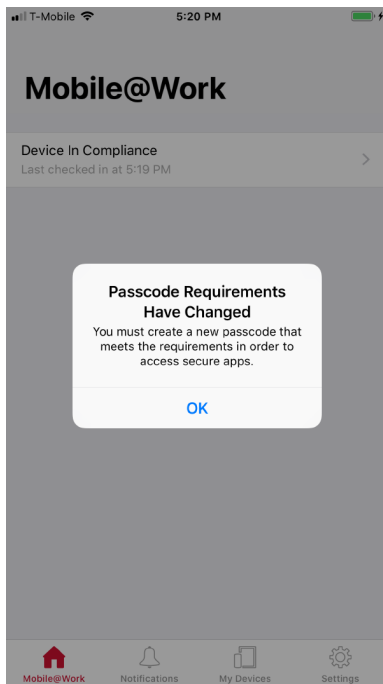 T-Mobile 5:20 PM
Mobile@Work
Device In Compliance
Last checked in at 5:19 PM
Passcode Requirements
Have Changed
You must create a new passcode that
meets the requirements in order to
access secure apps.
OK
Mobile@Work Notifications My Devices Settings